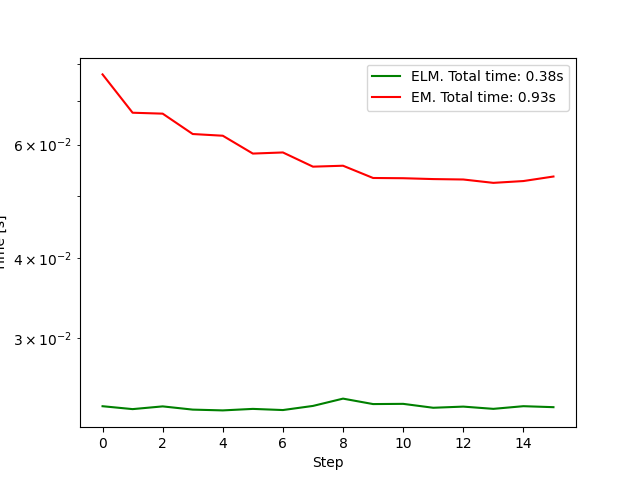 ELM. Total time: 0.38s
EM. Total time: 0.93s
6 × 10⁻²
4 × 10⁻²
3 × 10⁻²
0 2 4 6 8 10 12 14
Step